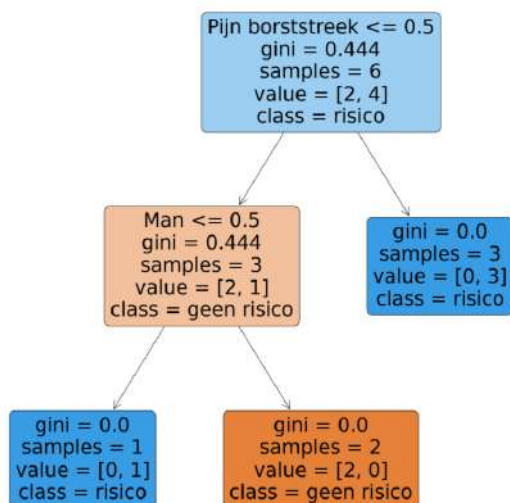 Pijn borststreek <= 0.5
gini = 0.444
samples = 6
value = [2, 4]
class = risico
Man <= 0.5
gini = 0.444
samples = 3
value = [2, 1]
class = geen risico
gini = 0.0
samples = 3
value = [0, 3]
class = risico
gini = 0.0
samples = 1
value = [0, 1]
class = risico
gini = 0.0
samples = 2
value = [2, 0]
class = geen risico